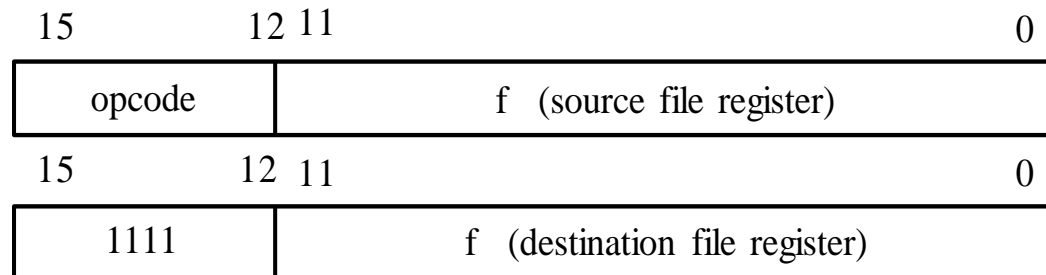 15 12 11 0
opcode f (source file register)
15 12 11 0
1111 f (destination file register)